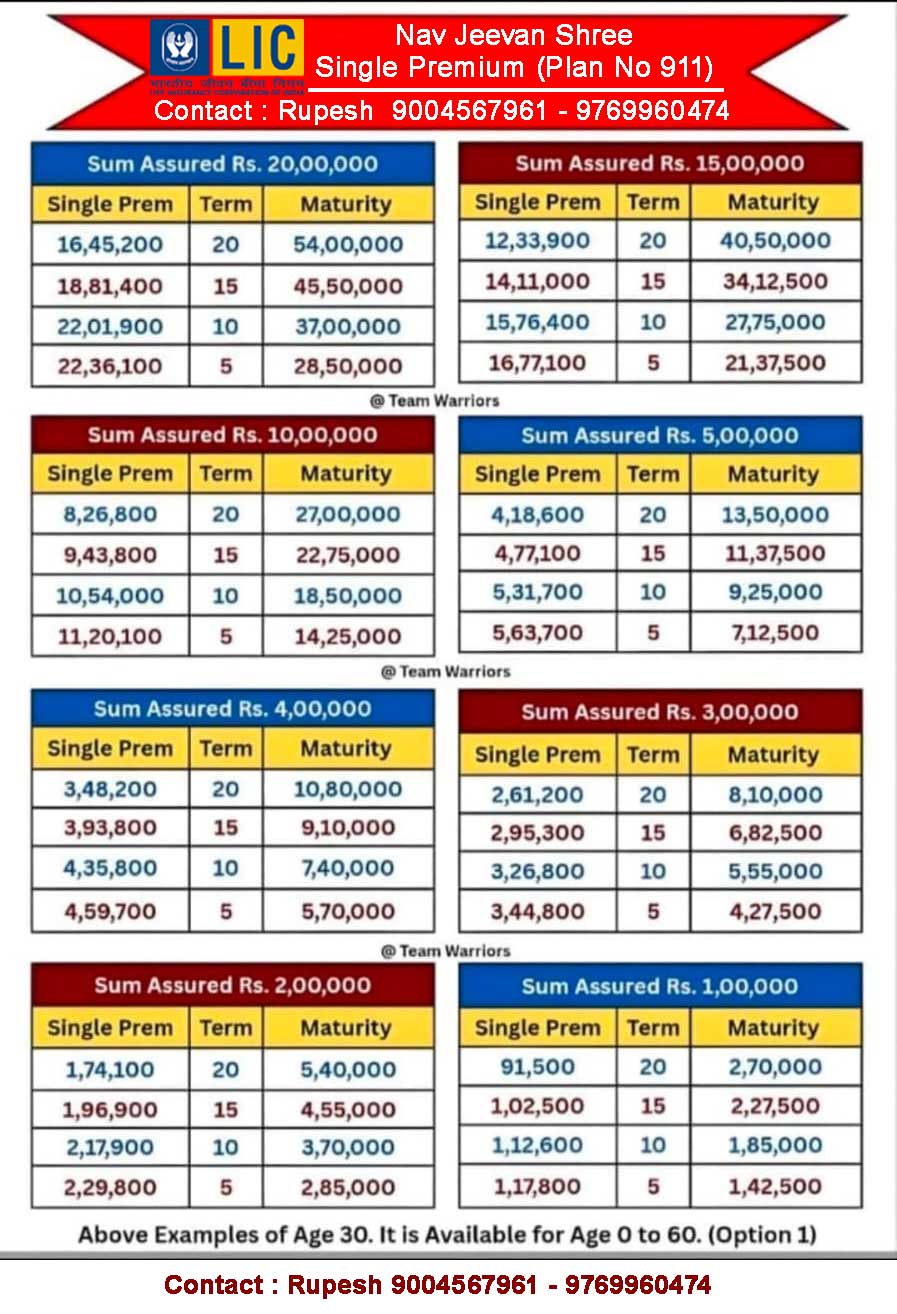 LIC
भारतीय जीवन बीमा निगम
LIFE INSURANCE CORPORATION OF INDIA
Nav Jeevan Shree
Single Premium (Plan No 911)
Contact : Rupesh 9004567961 - 9769960474
Sum Assured Rs. 20,00,000
Single Prem Term Maturity
16,45,200 20 54,00,000
18,81,400 15 45,50,000
22,01,900 10 37,00,000
22,36,100 5 28,50,000
Sum Assured Rs. 15,00,000
Single Prem Term Maturity
12,33,900 20 40,50,000
14,11,000 15 34,12,500
15,76,400 10 27,75,000
16,77,100 5 21,37,500
@ Team Warriors
Sum Assured Rs. 10,00,000
Single Prem Term Maturity
8,26,800 20 27,00,000
9,43,800 15 22,75,000
10,54,000 10 18,50,000
11,20,100 5 14,25,000
Sum Assured Rs. 5,00,000
Single Prem Term Maturity
4,18,600 20 13,50,000
4,77,100 15 11,37,500
5,31,700 10 9,25,000
5,63,700 5 7,12,500
@ Team Warriors
Sum Assured Rs. 4,00,000
Single Prem Term Maturity
3,48,200 20 10,80,000
3,93,800 15 9,10,000
4,35,800 10 7,40,000
4,59,700 5 5,70,000
Sum Assured Rs. 3,00,000
Single Prem Term Maturity
2,61,200 20 8,10,000
2,95,300 15 6,82,500
3,26,800 10 5,55,000
3,44,800 5 4,27,500
@ Team Warriors
Sum Assured Rs. 2,00,000
Single Prem Term Maturity
1,74,100 20 5,40,000
1,96,900 15 4,55,000
2,17,900 10 3,70,000
2,29,800 5 2,85,000
Sum Assured Rs. 1,00,000
Single Prem Term Maturity
91,500 20 2,70,000
1,02,500 15 2,27,500
1,12,600 10 1,85,000
1,17,800 5 1,42,500
Above Examples of Age 30. It is Available for Age 0 to 60. (Option 1)
Contact : Rupesh 9004567961 - 9769960474